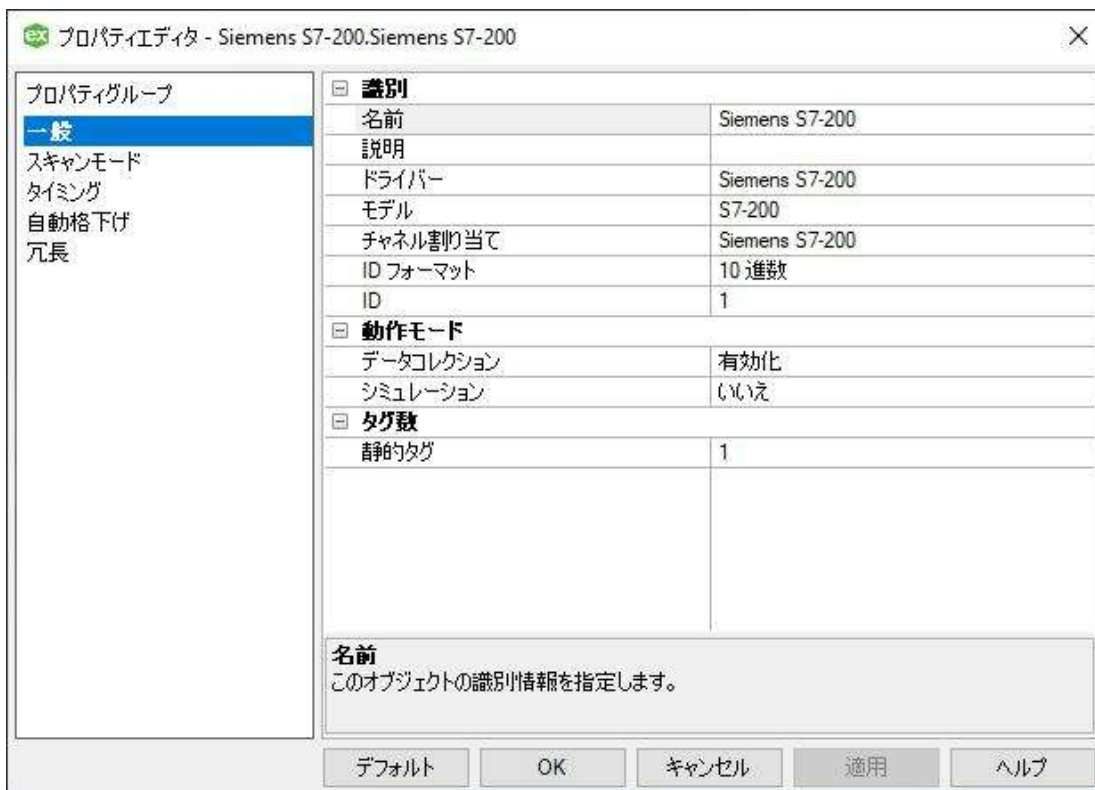 ex プロパティエディタ - Siemens S7-200.Siemens S7-200
プロパティグループ
一般
スキャンモード
タイミング
自動格下げ
冗長
識別
名前 Siemens S7-200
説明
ドライバー Siemens S7-200
モデル S7-200
チャネル割り当て Siemens S7-200
ID フォーマット 10 進数
ID 1
動作モード
データコレクション 有効化
シミュレーション いいえ
タグ数
静的タグ 1
名前
このオブジェクトの識別情報を指定します。
デフォルト OK キャンセル 適用 ヘルプ